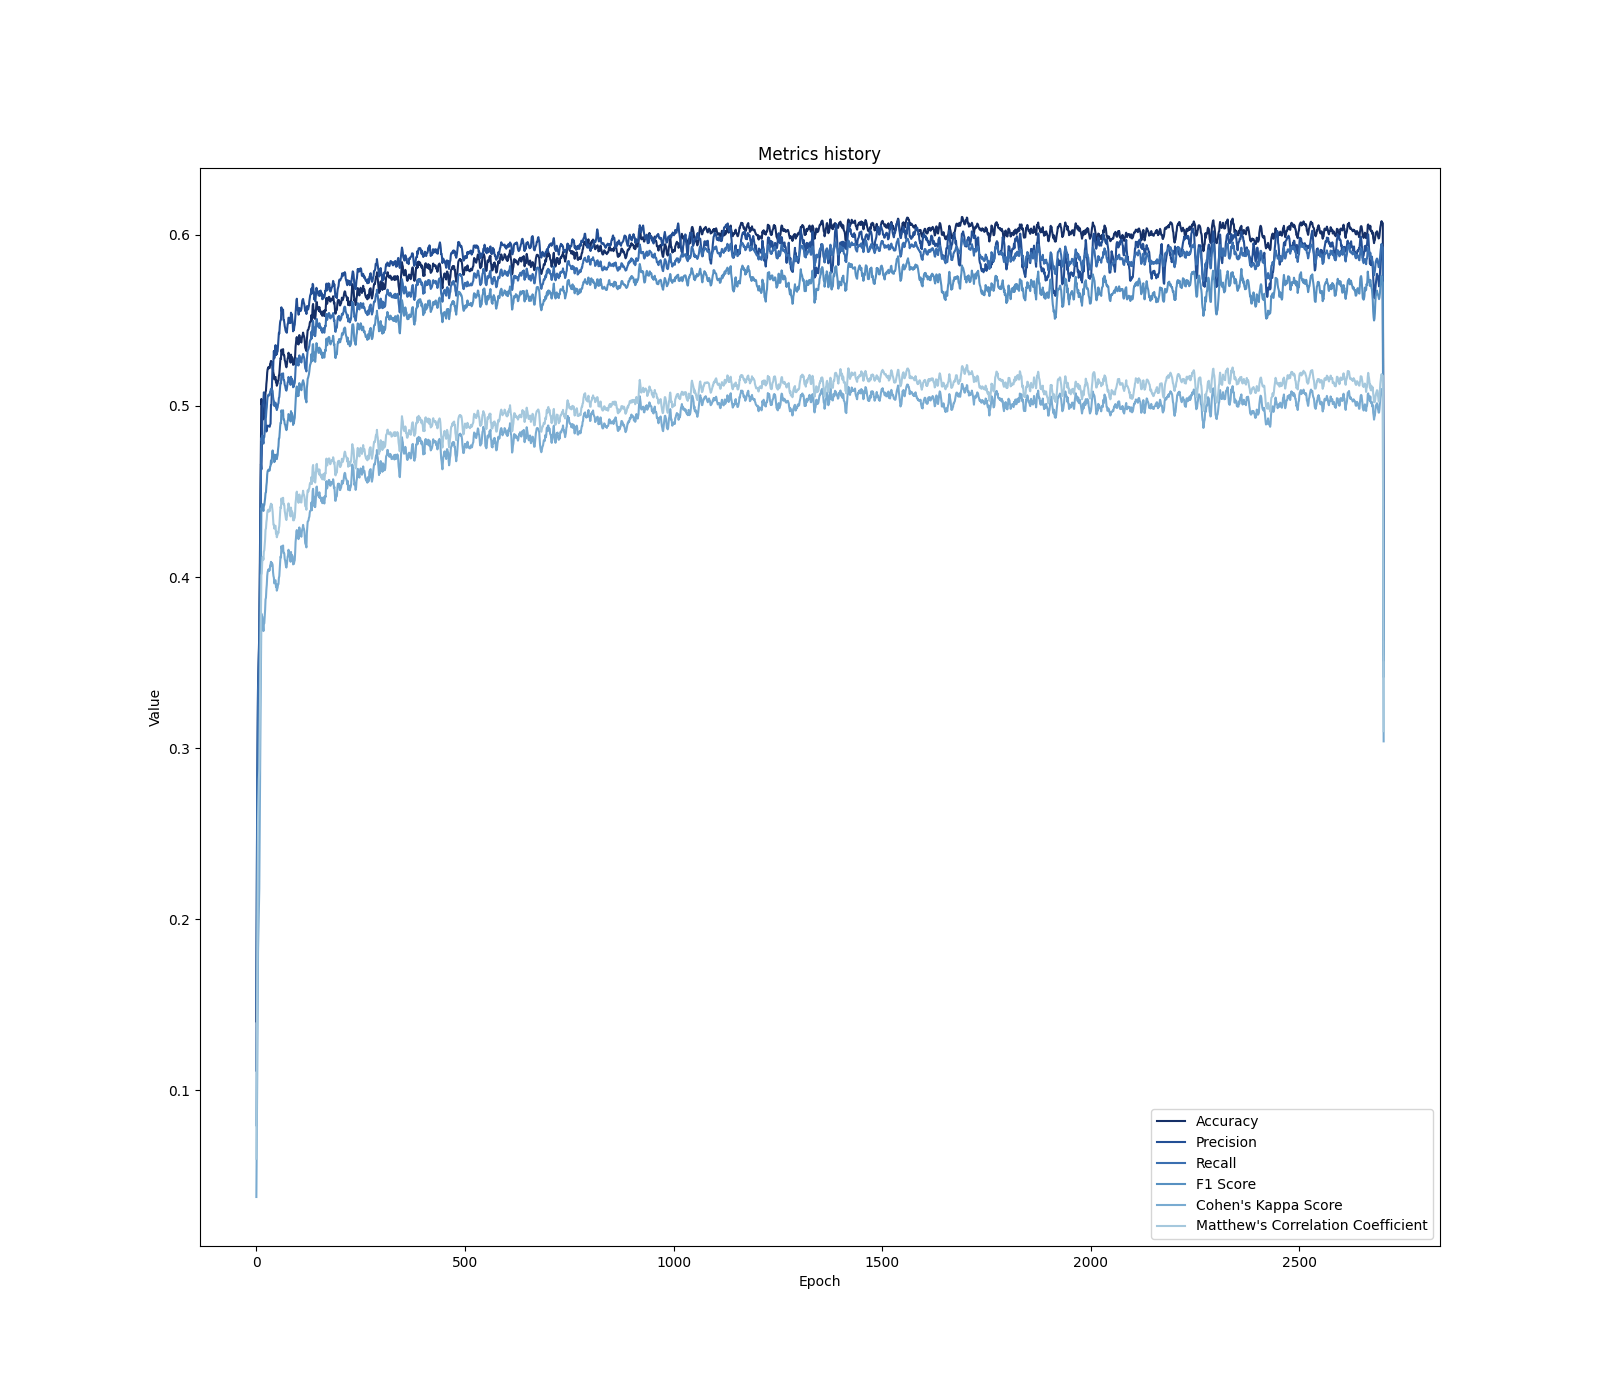 Metrics history
0.6
0.5
0.4
0.3
0.2
0.1
Value
0
500
1000
1500
2000
2500
Epoch
Accuracy
Precision
Recall
F1 Score
Cohen's Kappa Score
Matthew's Correlation Coefficient